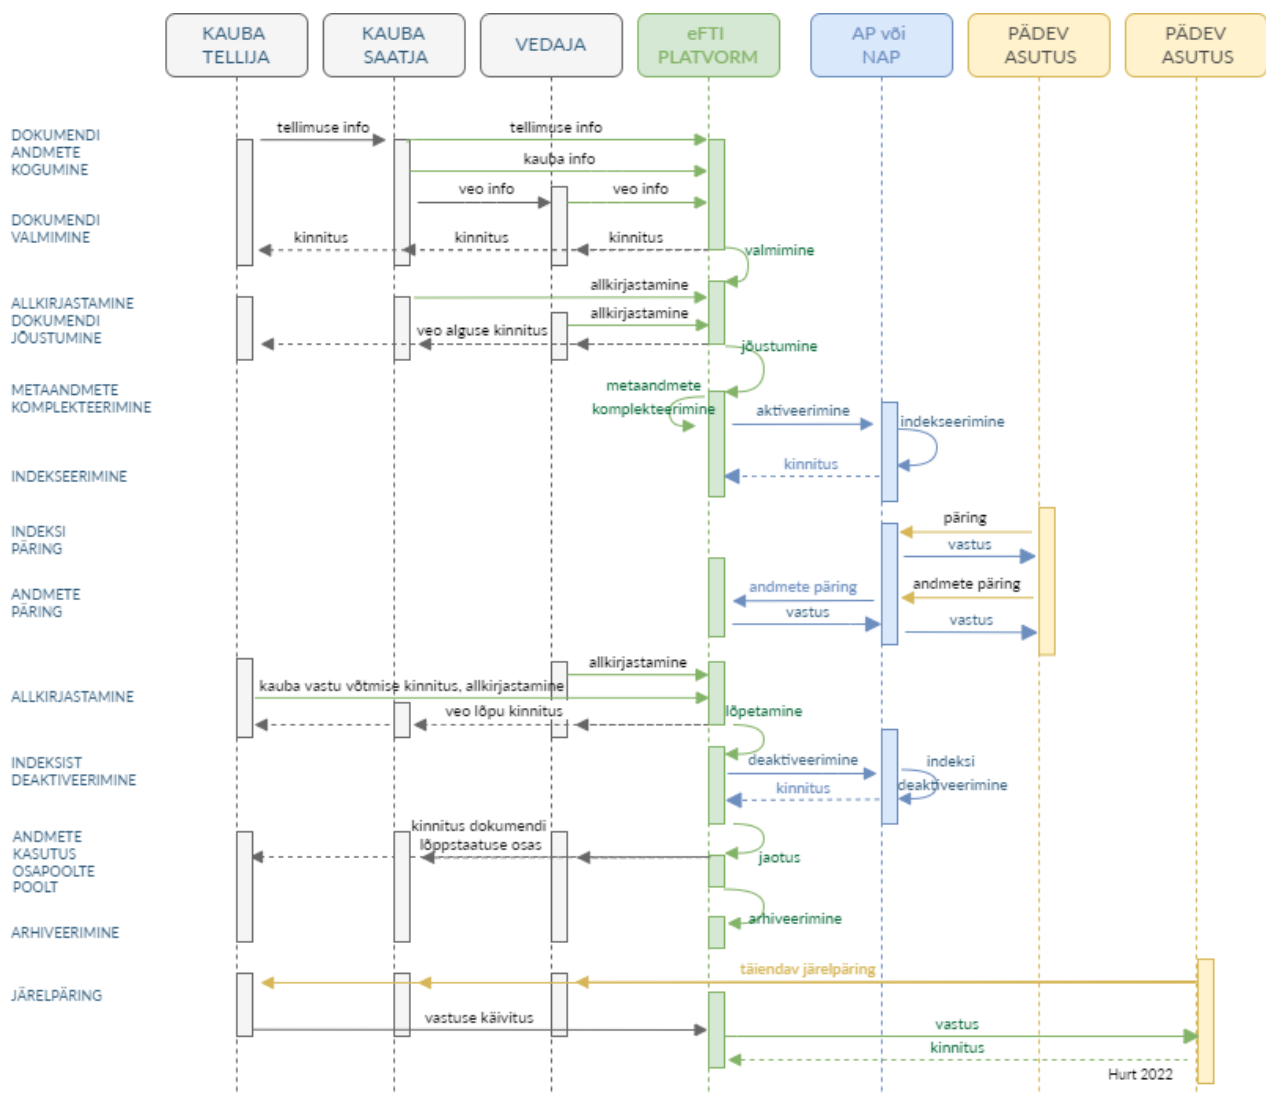 KAUBA
TELLIJA
KAUBA
SAATJA
VEDAJA
eFTI
PLATVORM
AP või
NAP
PÄDEV
ASUTUS
PÄDEV
ASUTUS
DOKUMENDI
ANDMETE
KOGUMINE
tellimuse info
tellimuse info
kauba info
veo info
veo info
DOKUMENDI
VALMIMINE
kinnitus
kinnitus
kinnitus
valmimine
ALLKIRJASTAMINE
DOKUMENDI
JÕUSTUMINE
allkirjastamine
allkirjastamine
veo alguse kinnitus
jõustumine
METAANDMETE
KOMPLEKTEERIMINE
metaandmete
komplekteerimine
aktiveerimine
indekseerimine
INDEKSEERIMINE
kinnitus
INDEKSI
PÄRING
päring
vastus
ANDMETE
PÄRING
andmete päring
andmete päring
vastus
vastus
ALLKIRJASTAMINE
allkirjastamine
kauba vastu võtmise kinnitus, allkirjastamine
veo lõpu kinnitus
lõpetamine
INDEKSIST
DEAKTIVEERIMINE
deaktiveerimine
indeksi
deaktiveerimine
kinnitus
ANDMETE
KASUTUS
OSAPOOLTE
POOLT
kinnitus dokumendi
lõppstaatuse osas
jaotus
ARHIVEERIMINE
arhiveerimine
JÄRELPÄRING
täiendav järelpäring
vastuse käivitus
vastus
kinnitus
Hurt 2022